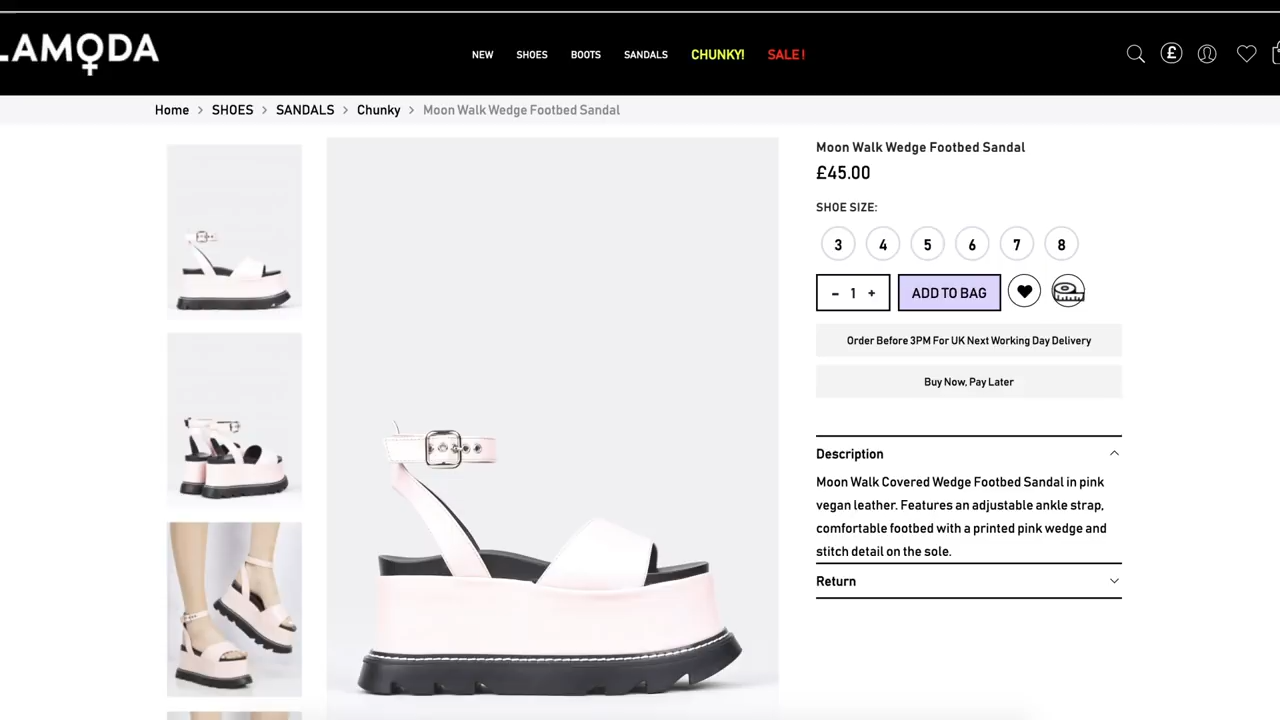 LAMODA
NEW SHOES BOOTS SANDALS CHUNKY! SALE!
£
Home > SHOES > SANDALS > Chunky > Moon Walk Wedge Footbed Sandal
Moon Walk Wedge Footbed Sandal
£45.00
SHOE SIZE:
3 4 5 6 7 8
- 1 + ADD TO BAG
Order Before 3PM For UK Next Working Day Delivery
Buy Now, Pay Later
Description
Moon Walk Covered Wedge Footbed Sandal in pink
vegan leather. Features an adjustable ankle strap,
comfortable footbed with a printed pink wedge and
stitch detail on the sole.
Return